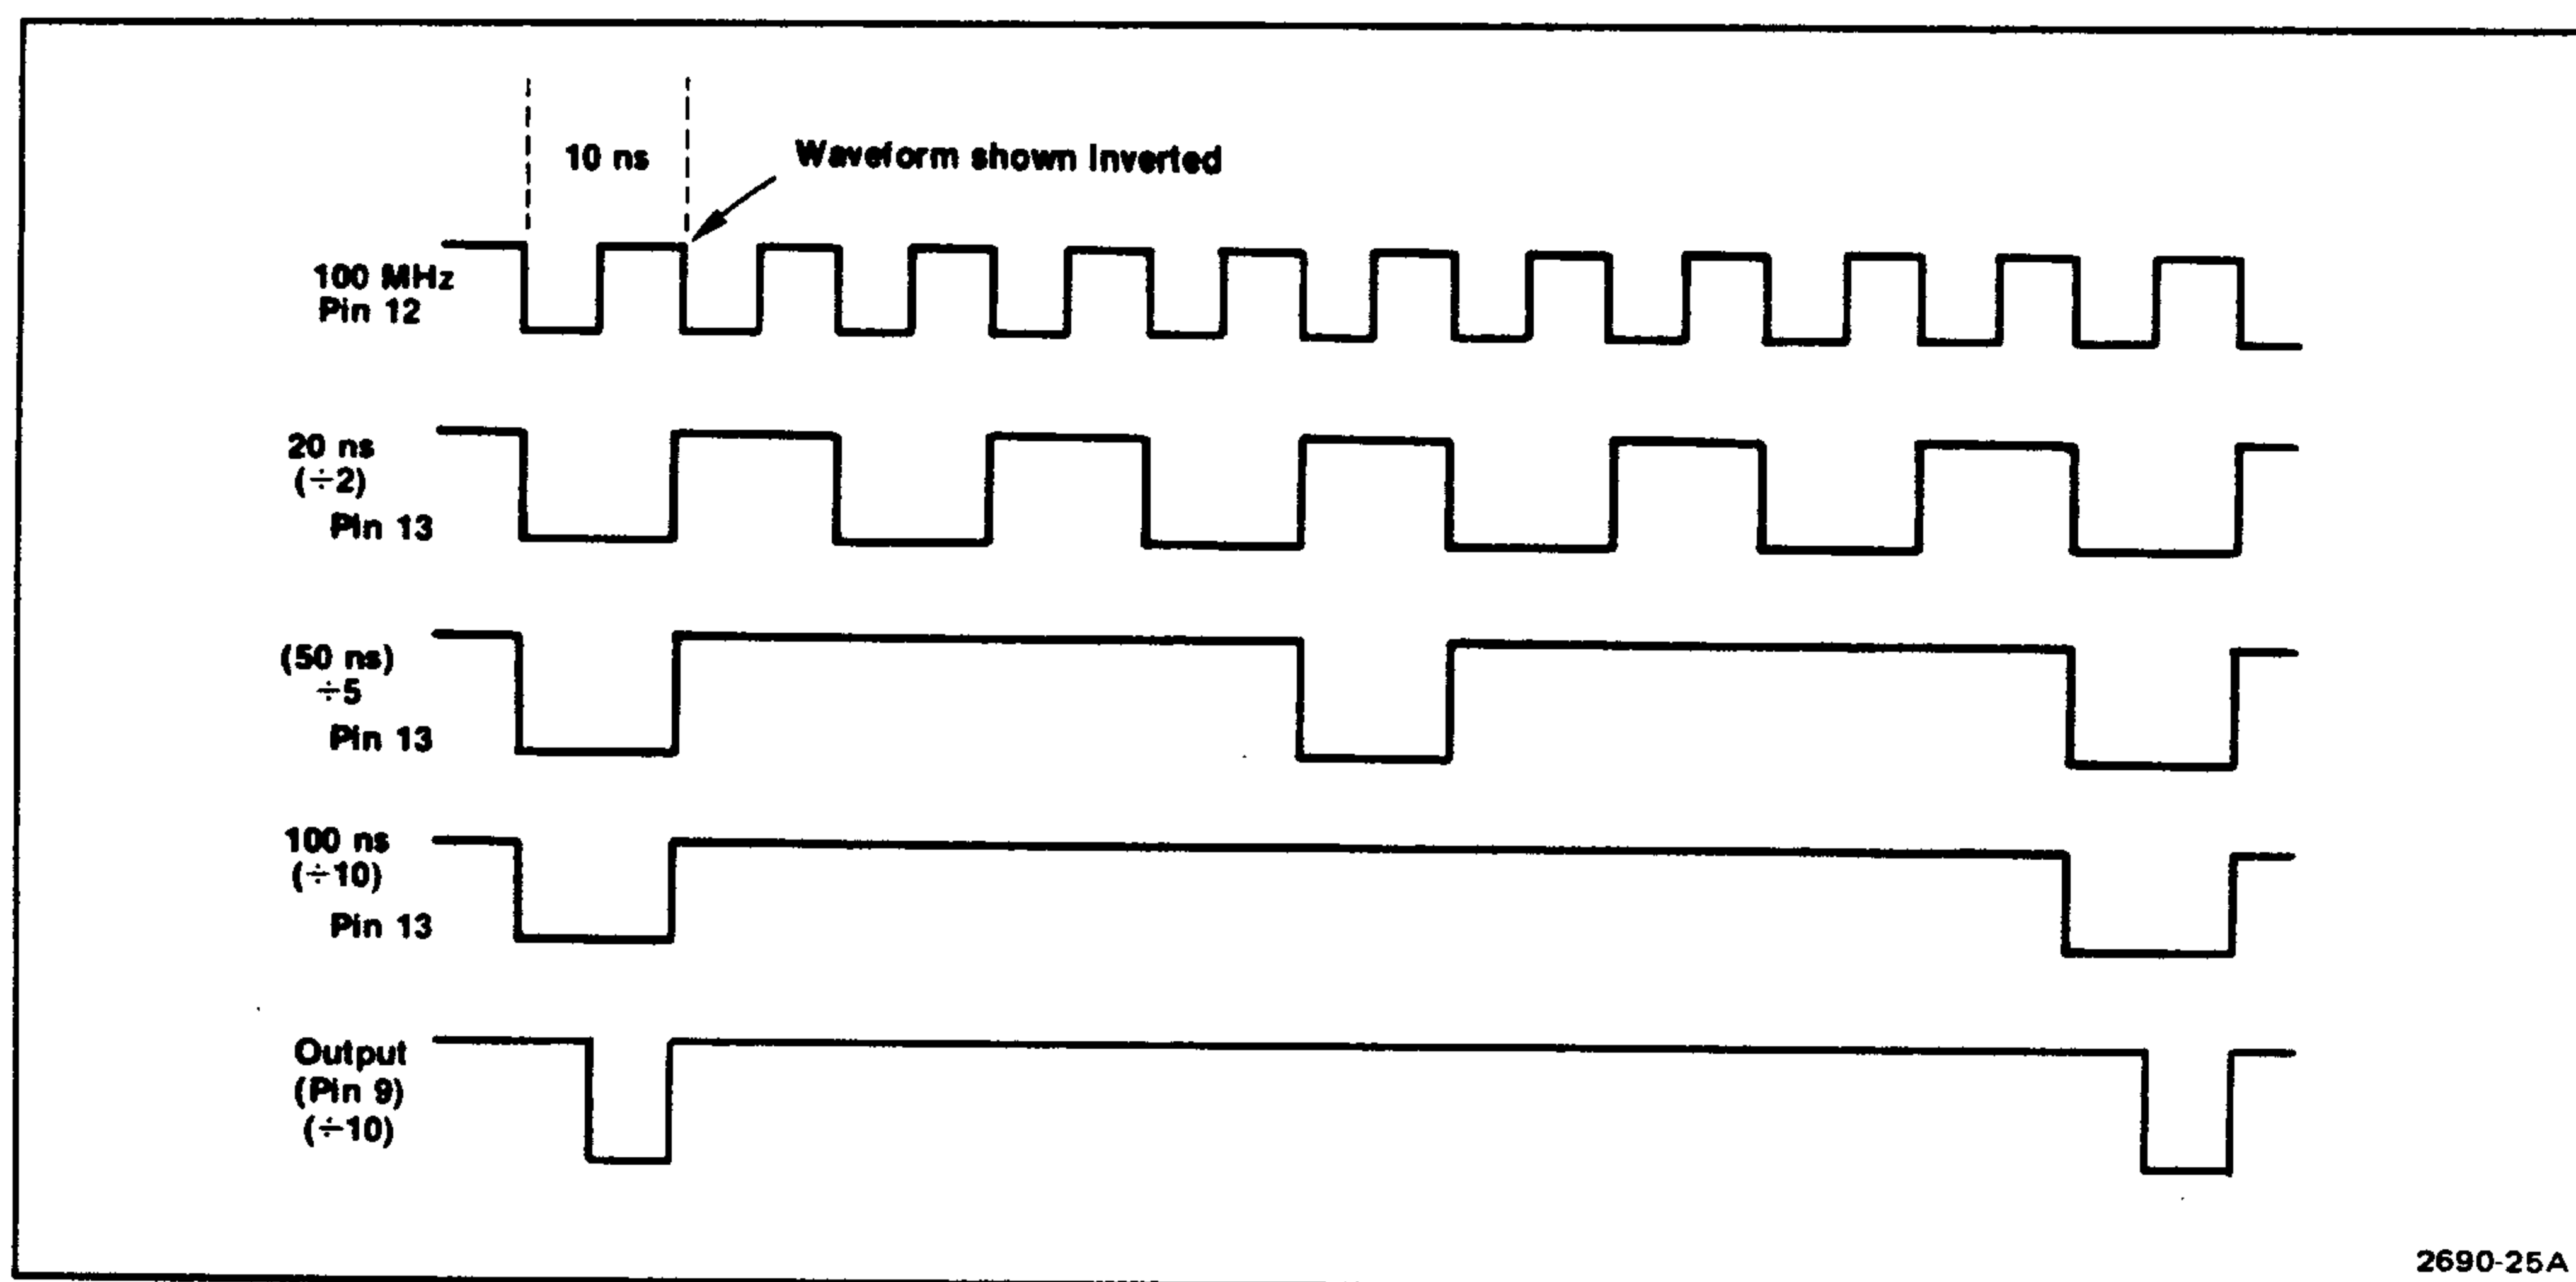 10 ns
Waveform shown Inverted
100 MHz
Pin 12
20 ns
(÷2)
Pin 13
(50 ns)
÷5
Pin 13
100 ns
(÷10)
Pin 13
Output
(Pin 9)
(÷10)
2690-25A